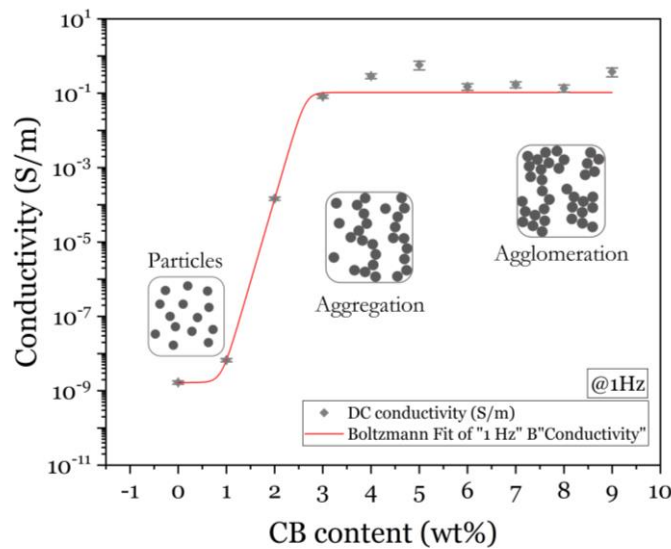 10¹
10⁻¹
10⁻³
10⁻⁵
10⁻⁷
10⁻⁹
10⁻¹¹
Conductivity (S/m)
Particles
Aggregation
Agglomeration
@1Hz
DC conductivity (S/m)
Boltzmann Fit of "1 Hz" B"Conductivity"
-1 0 1 2 3 4 5 6 7 8 9 10
CB content (wt%)